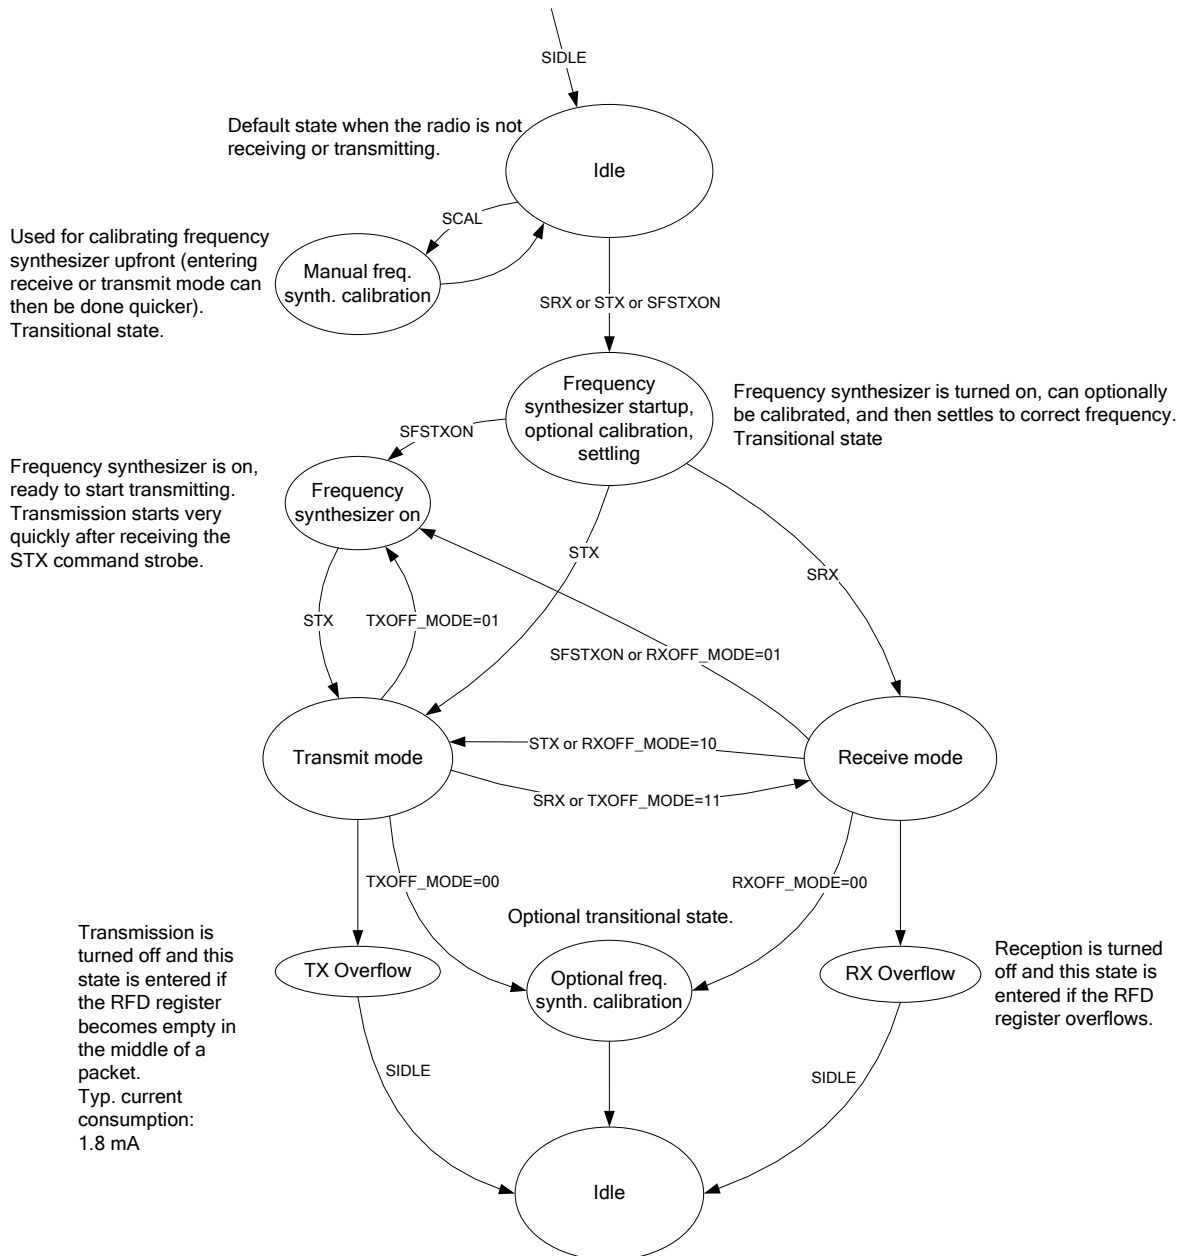 SIDLE
Default state when the radio is not
receiving or transmitting.
Idle
SCAL
Used for calibrating frequency
synthesizer upfront (entering
receive or transmit mode can
then be done quicker).
Transitional state.
Manual freq.
synth. calibration
SRX or STX or SFSTXON
Frequency
synthesizer startup,
optional calibration,
settling
Frequency synthesizer is turned on, can optionally
be calibrated, and then settles to correct frequency.
Transitional state
SFSTXON
Frequency synthesizer is on,
ready to start transmitting.
Transmission starts very
quickly after receiving the
STX command strobe.
Frequency
synthesizer on
STX
SRX
STX
TXOFF_MODE=01
SFSTXON or RXOFF_MODE=01
Transmit mode
STX or RXOFF_MODE=10
Receive mode
SRX or TXOFF_MODE=11
TXOFF_MODE=00
RXOFF_MODE=00
Optional transitional state.
Transmission is
turned off and this
state is entered if
the RFD register
becomes empty in
the middle of a
packet.
Typ. current
consumption:
1.8 mA
TX Overflow
Optional freq.
synth. calibration
RX Overflow
Reception is turned
off and this state is
entered if the RFD
register overflows.
SIDLE
SIDLE
Idle